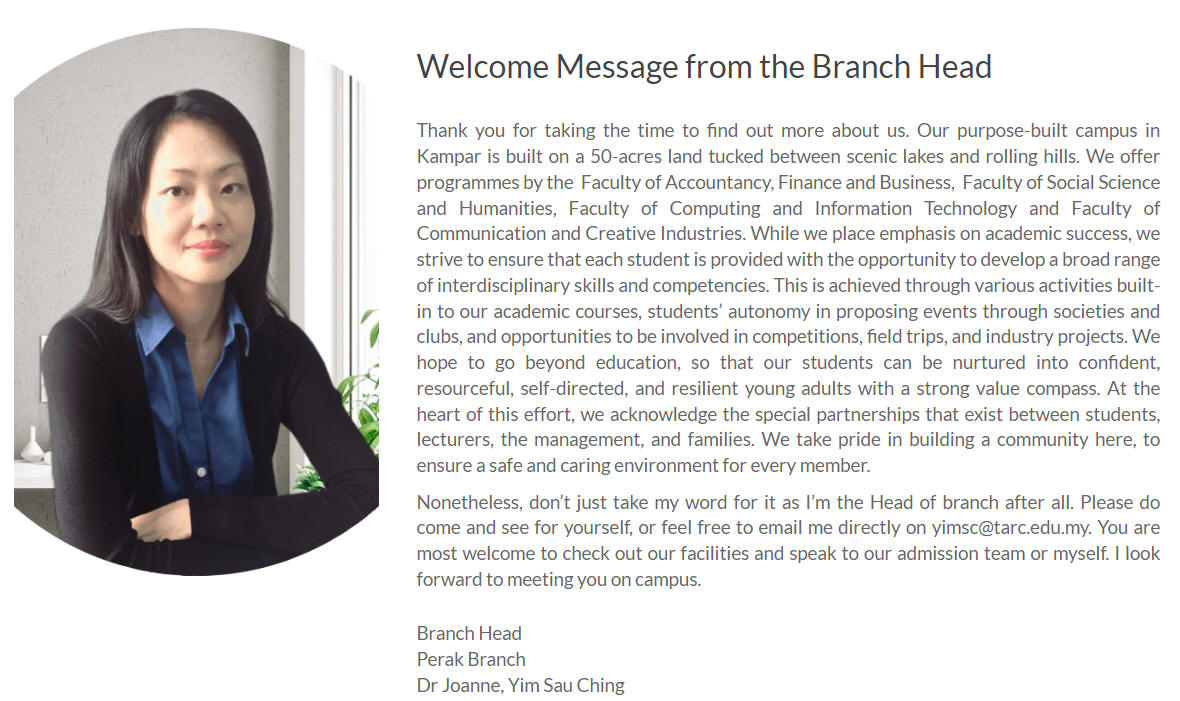 Welcome Message from the Branch Head
Thank you for taking the time to find out more about us. Our purpose-built campus in
Kampar is built on a 50-acres land tucked between scenic lakes and rolling hills. We offer
programmes by the Faculty of Accountancy, Finance and Business, Faculty of Social Science
and Humanities, Faculty of Computing and Information Technology and Faculty of
Communication and Creative Industries. While we place emphasis on academic success, we
strive to ensure that each student is provided with the opportunity to develop a broad range
of interdisciplinary skills and competencies. This is achieved through various activities built-
in to our academic courses, students’ autonomy in proposing events through societies and
clubs, and opportunities to be involved in competitions, field trips, and industry projects. We
hope to go beyond education, so that our students can be nurtured into confident,
resourceful, self-directed, and resilient young adults with a strong value compass. At the
heart of this effort, we acknowledge the special partnerships that exist between students,
lecturers, the management, and families. We take pride in building a community here, to
ensure a safe and caring environment for every member.
Nonetheless, don’t just take my word for it as I’m the Head of branch after all. Please do
come and see for yourself, or feel free to email me directly on yimsc@tarc.edu.my. You are
most welcome to check out our facilities and speak to our admission team or myself. I look
forward to meeting you on campus.
Branch Head
Perak Branch
Dr Joanne, Yim Sau Ching